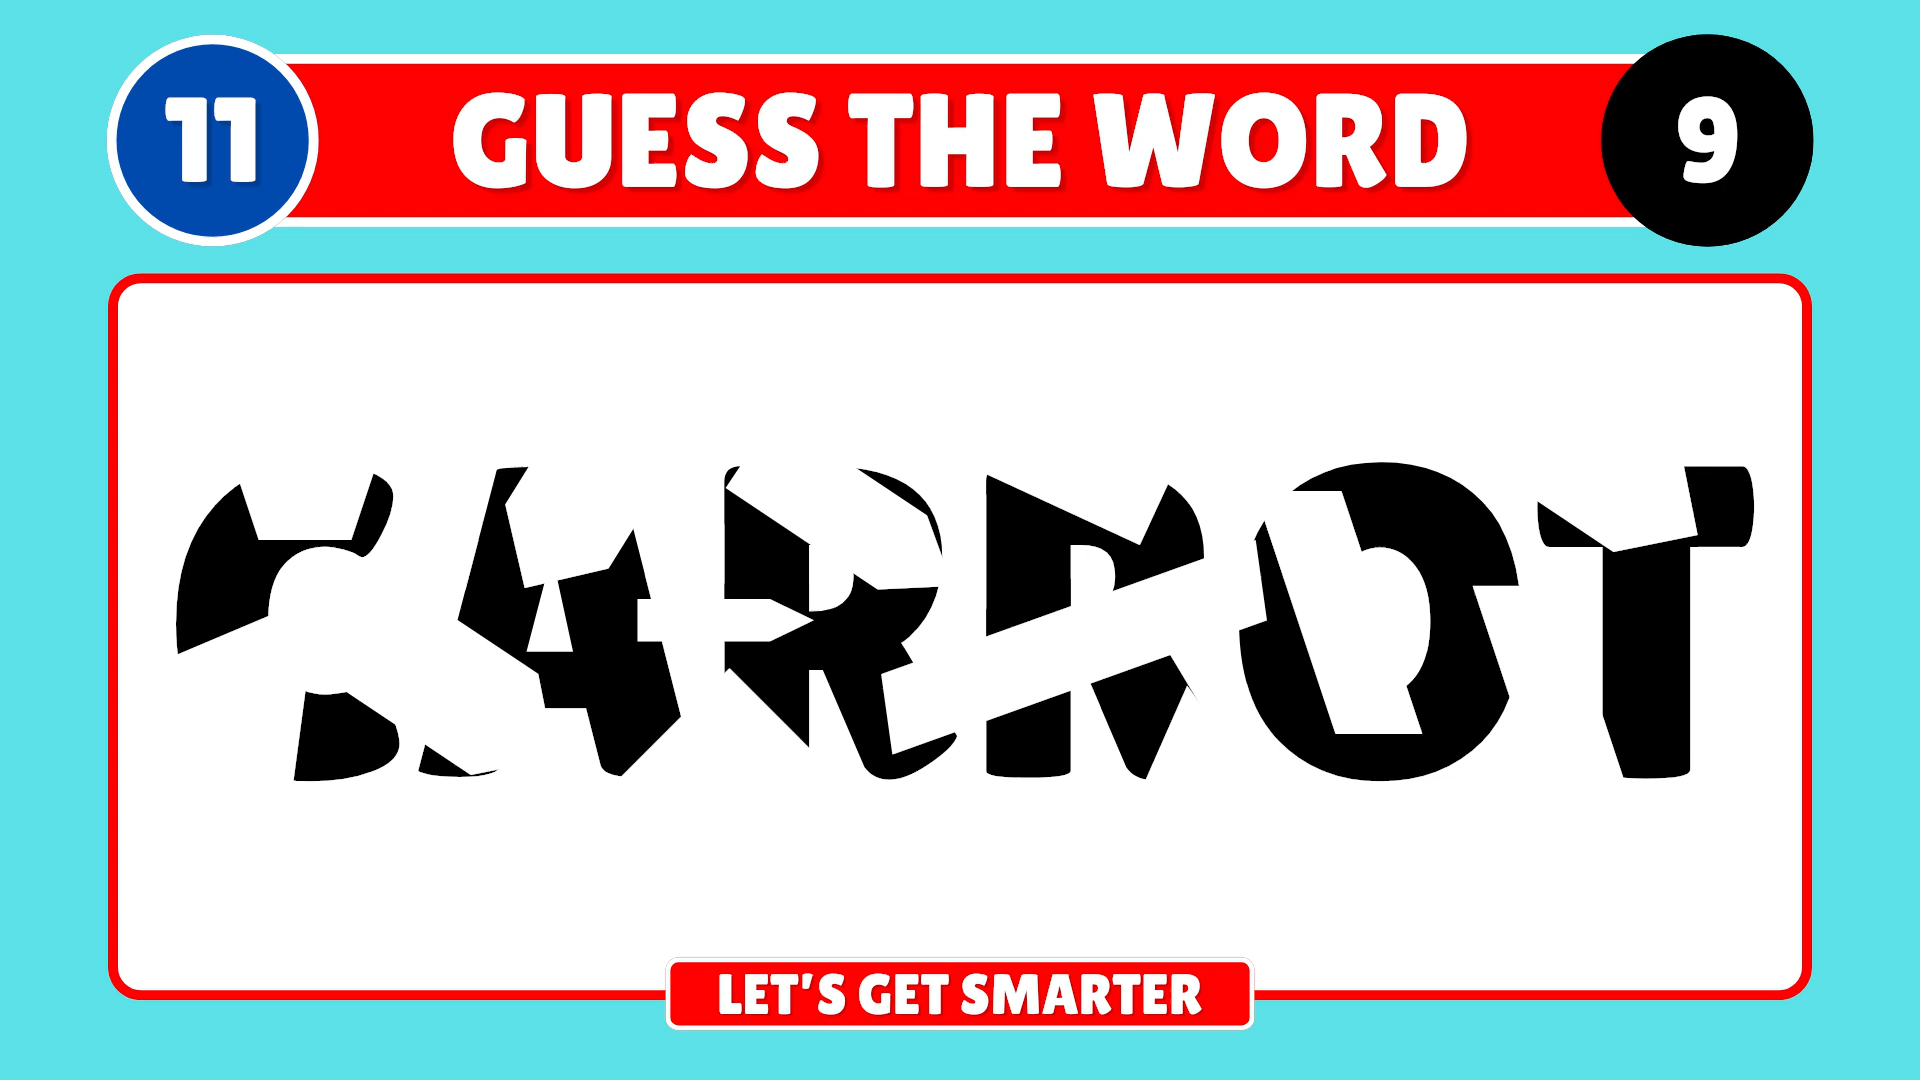 11
GUESS THE WORD
9
CARROT
LET'S GET SMARTER